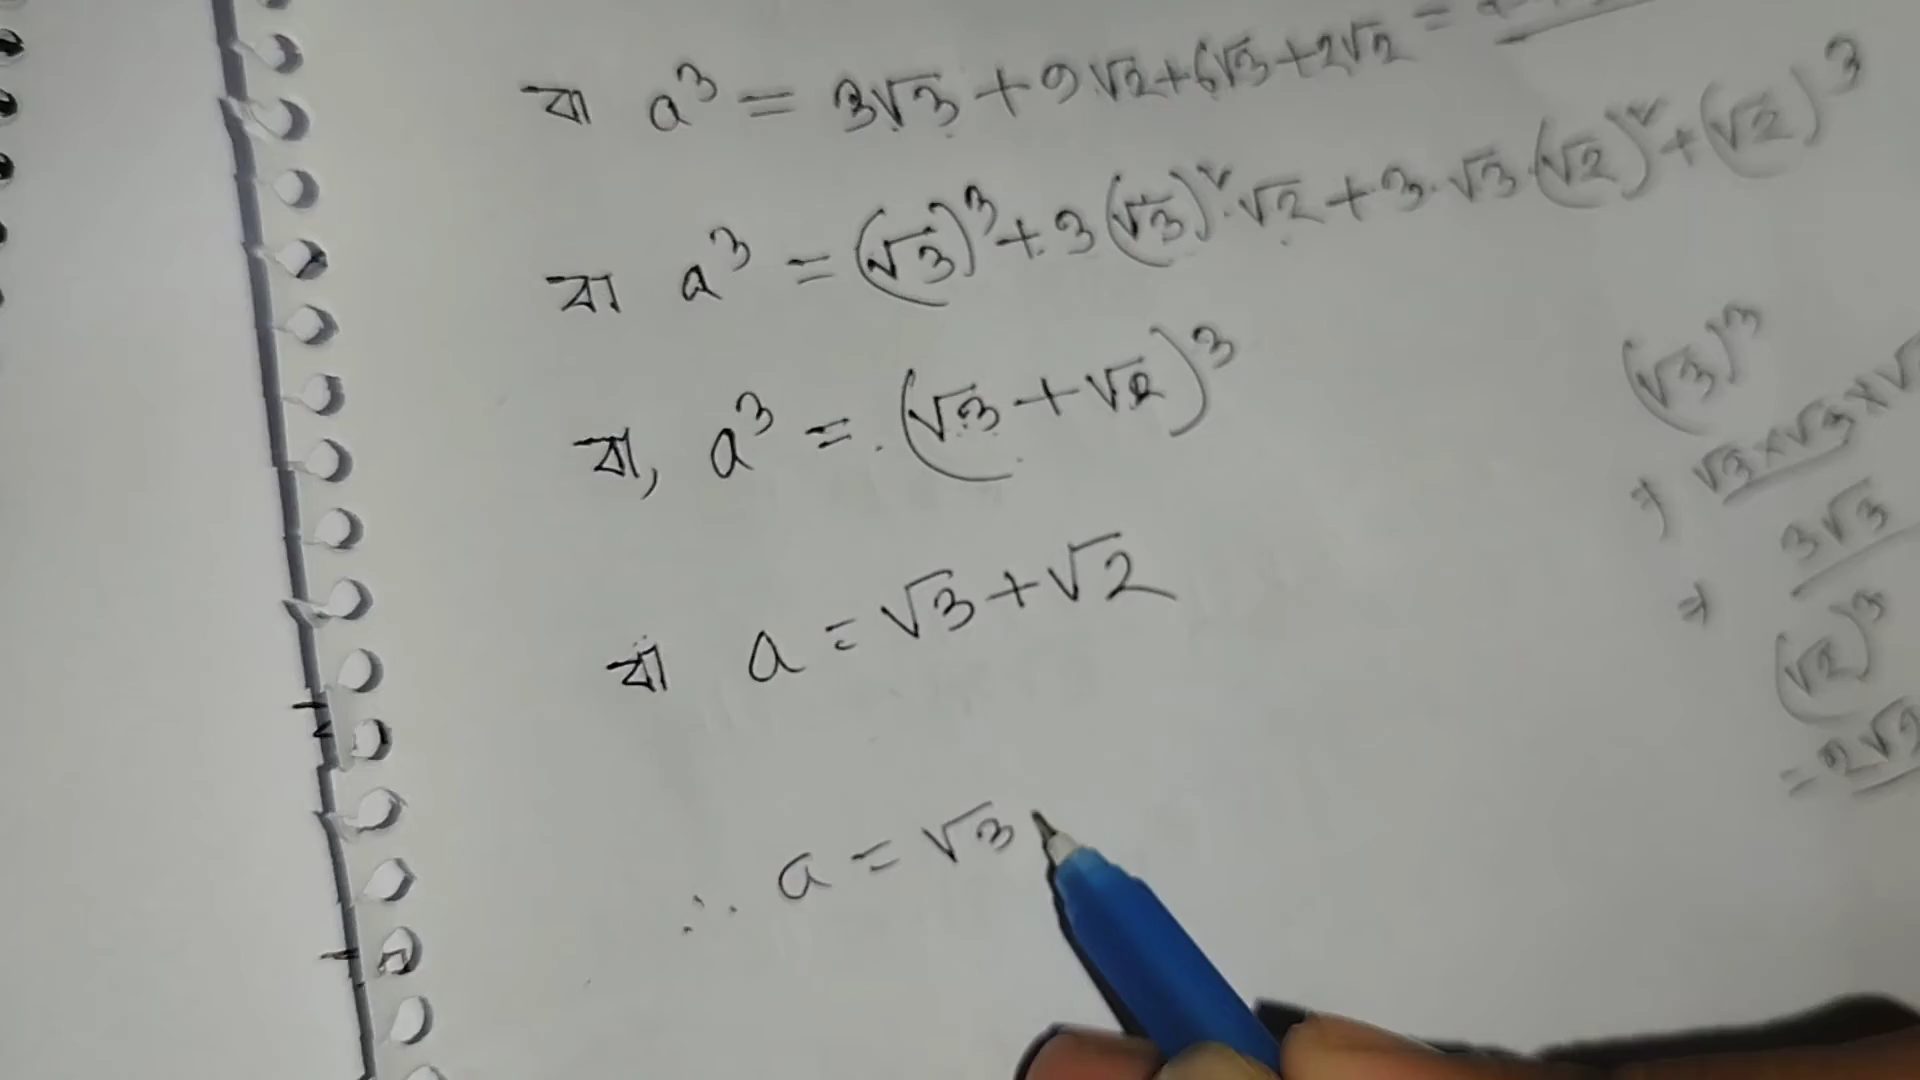 বা a³ = 3√3 + 9√2 + 6√3 + 2√2 =
বা a³ = (√3)³ + 3(√3)² · √2 + 3 · √3 · (√2)² + (√2)³
বা, a³ = (√3 + √2)³
বা a = √3 + √2
∴ a = √3
(√3)³
⇒ √3 × √3 × √
⇒ 3√3
(√2)³
= 2√2